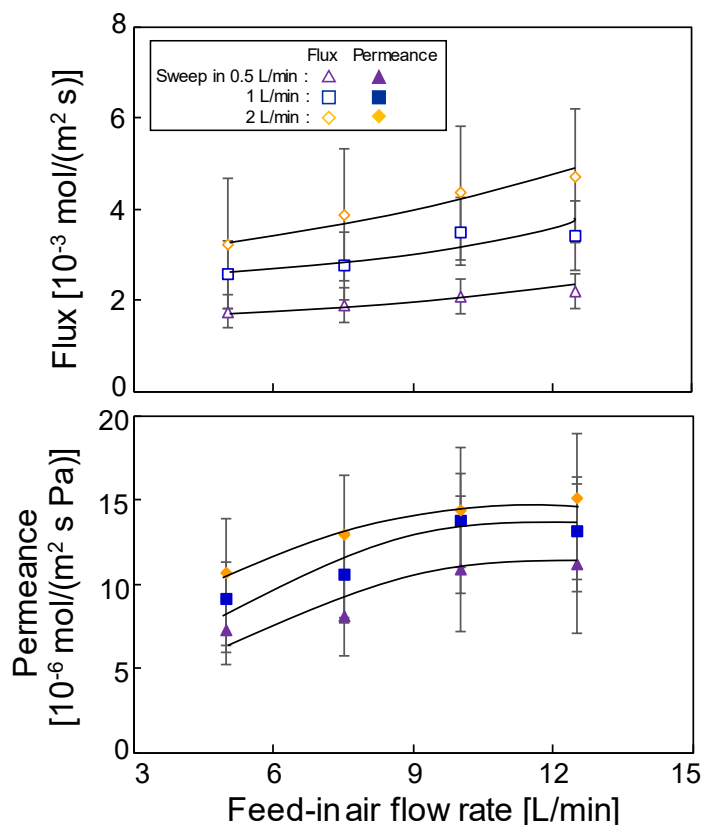 8
6
4
2
0
Flux [10⁻³ mol/(m² s)]
Flux Permeance
Sweep in 0.5 L/min :
1 L/min :
2 L/min :
20
15
10
5
0
Permeance
[10⁻⁶ mol/(m² s Pa)]
3 6 9 12 15
Feed-in air flow rate [L/min]